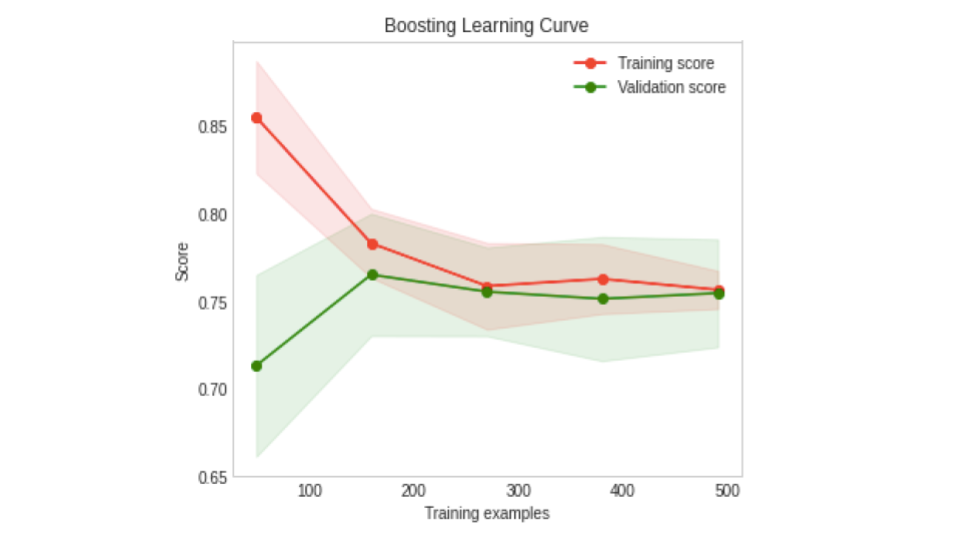 Boosting Learning Curve
Training score
Validation score
0.85
0.80
0.75
0.70
0.65
Score
100 200 300 400 500
Training examples